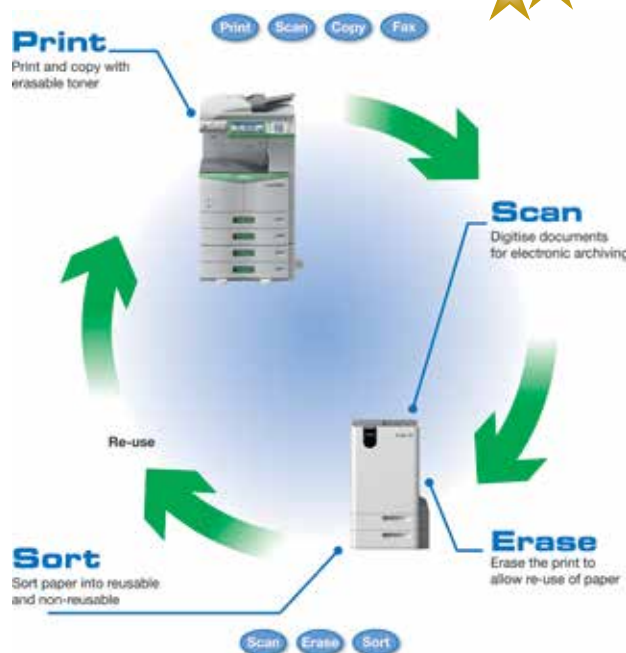 Print Scan Copy Fax
Print
Print and copy with
erasable toner
Scan
Digitise documents
for electronic archiving
Re-use
Sort
Sort paper into reusable
and non-reusable
Erase
Erase the print to
allow re-use of paper
Scan Erase Sort